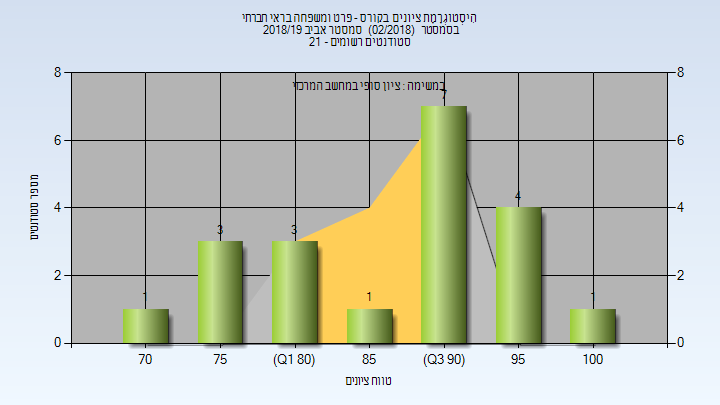 היסטוגרמת ציונים בקורס - פרט ומשפחה בראי חברתי
בסמסטר (02/2018) סמסטר אביב 2018/19
סטודנטים רשומים - 21
במשימה : ציון סופי במחשב המרכזי
8
6
4
2
0
8
6
4
2
0
1
3
3
1
7
4
1
70
75
(Q1 80)
85
(Q3 90)
95
100
מספר סטודנטים
טווח ציונים